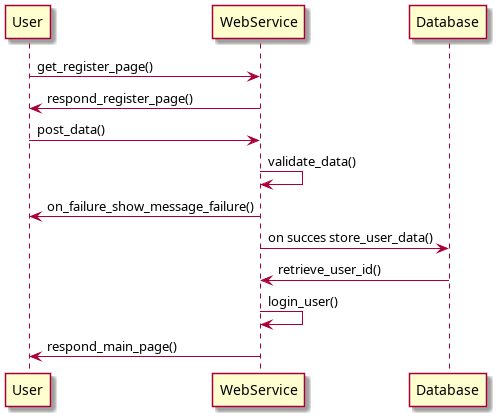 User WebService Database
get_register_page()
respond_register_page()
post_data()
validate_data()
on_failure_show_message_failure()
on succes store_user_data()
retrieve_user_id()
login_user()
respond_main_page()
User WebService Database